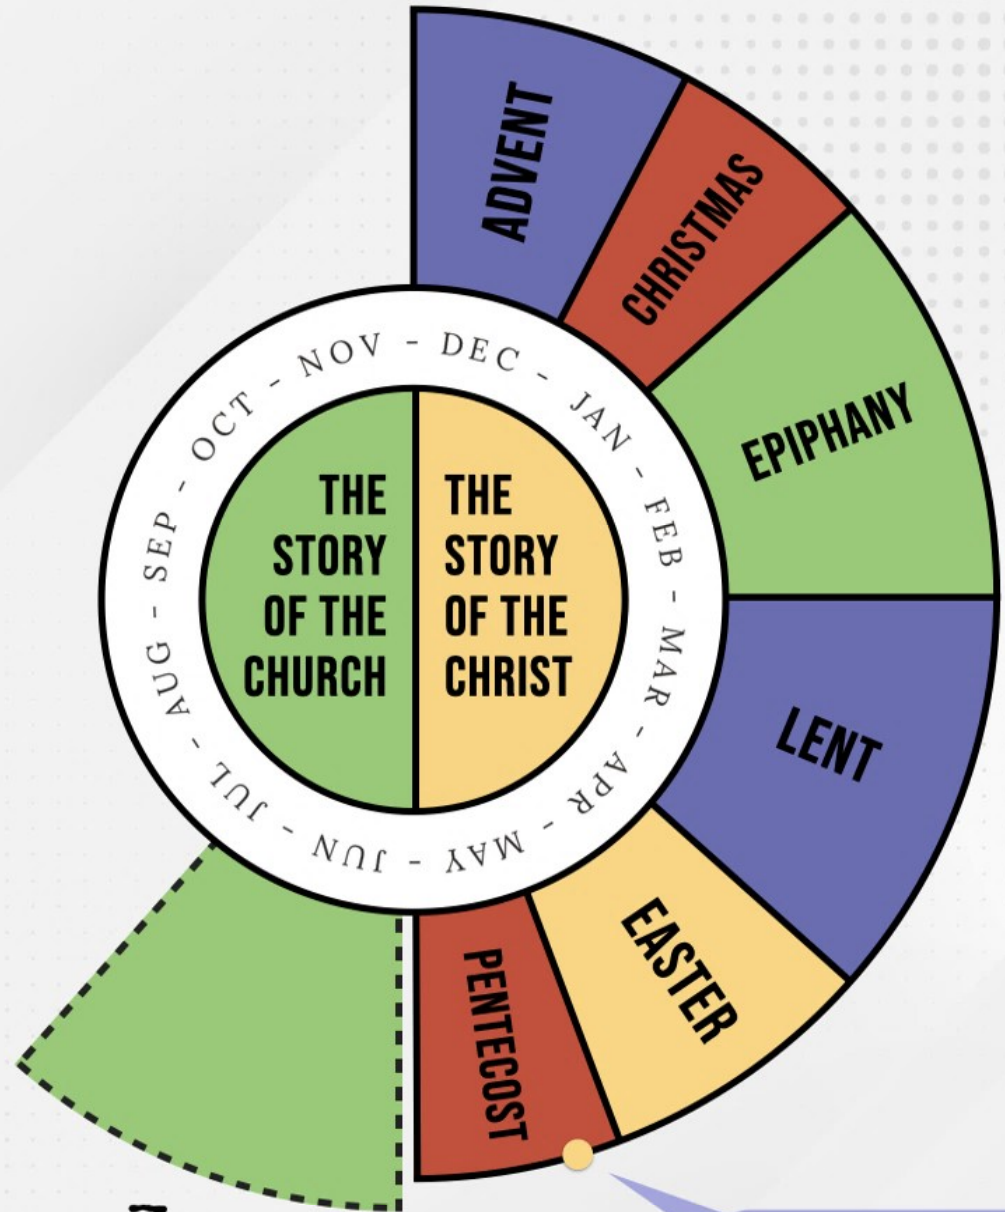 ADVENT
CHRISTMAS
EPIPHANY
LENT
EASTER
PENTECOST
NOV - DEC - JAN - FEB - MAR - APR - MAY - JUN - JUL - AUG - SEP - OCT -
THE
STORY
OF THE
CHURCH
THE
STORY
OF THE
CHRIST